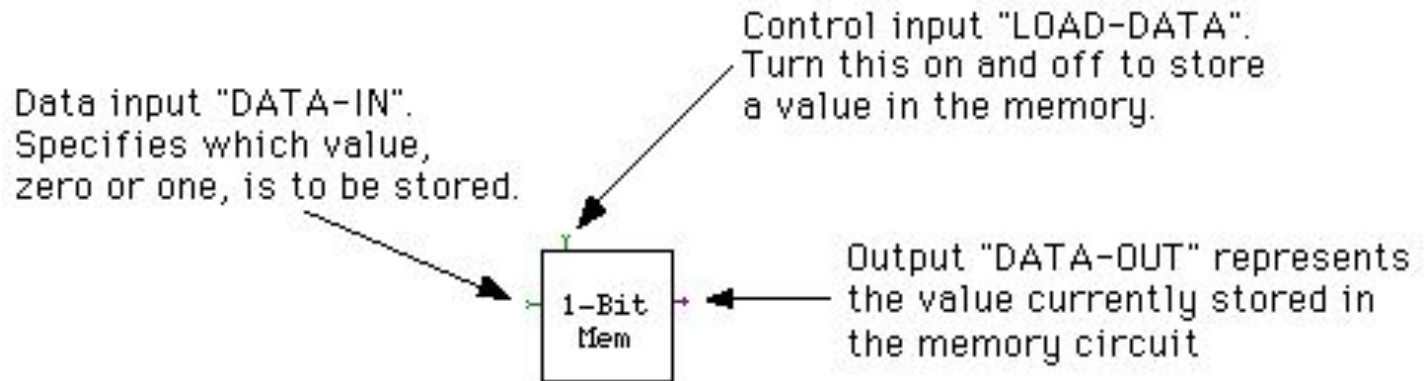 Control input "LOAD-DATA".
Turn this on and off to store
a value in the memory.
Data input "DATA-IN".
Specifies which value,
zero or one, is to be stored.
1-Bit
Mem
Output "DATA-OUT" represents
the value currently stored in
the memory circuit